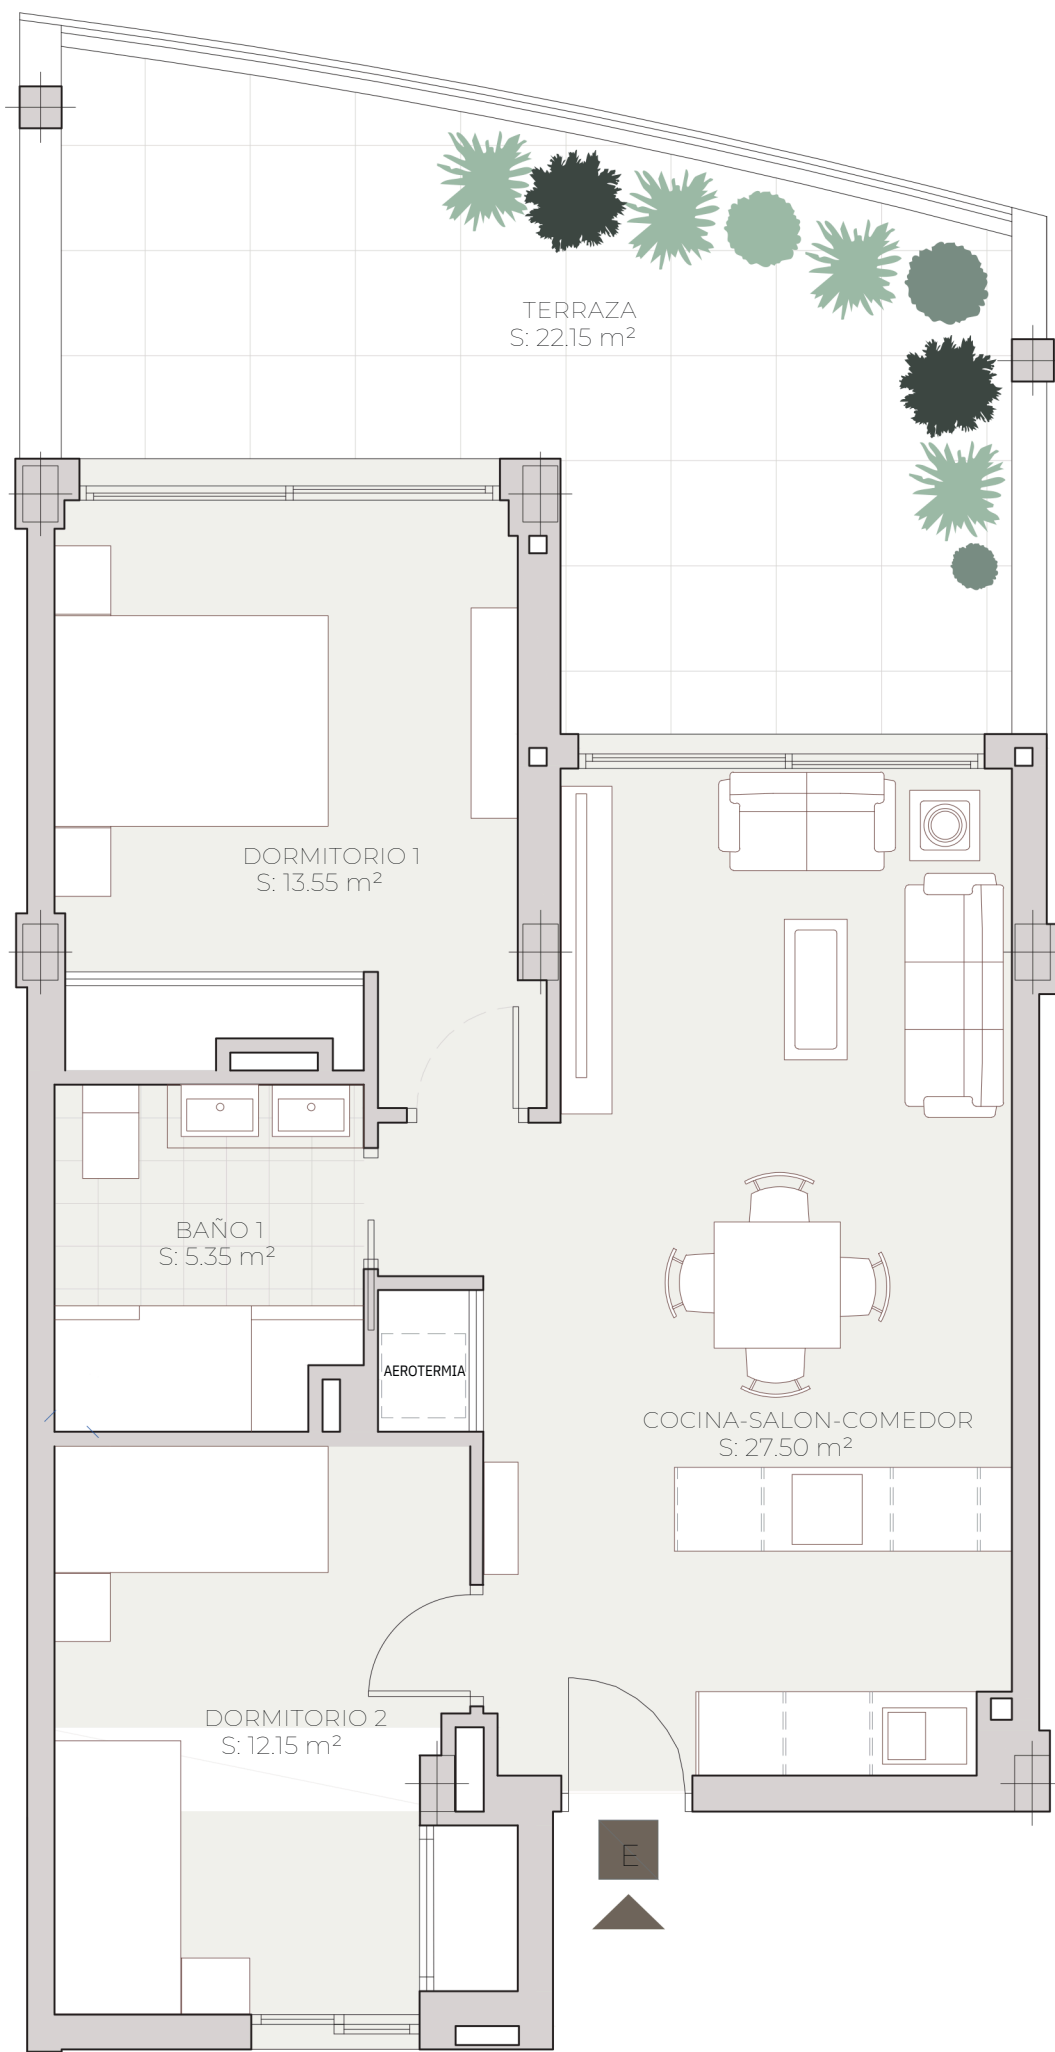 TERRAZA
S: 22.15 m²
DORMITORIO 1
S: 13.55 m²
BAÑO 1
S: 5.35 m²
AEROTERMIA
COCINA-SALON-COMEDOR
S: 27.50 m²
DORMITORIO 2
S: 12.15 m²
E